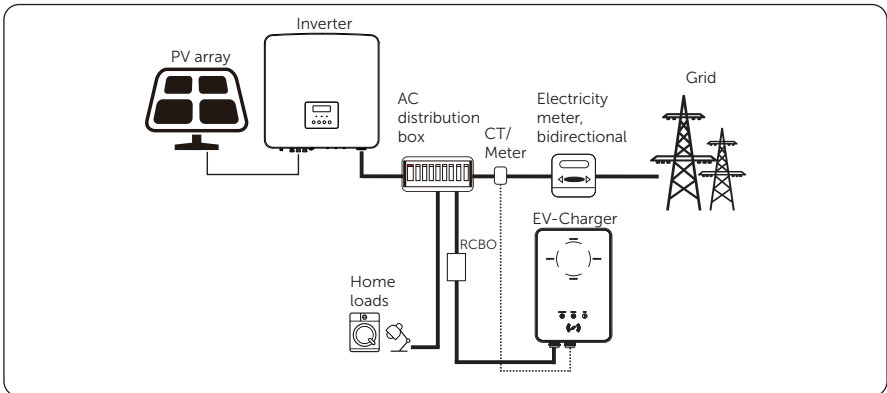 Inverter
PV array
Grid
AC
distribution
box
CT/
Meter
Electricity
meter,
bidirectional
EV-Charger
RCBO
Home
loads